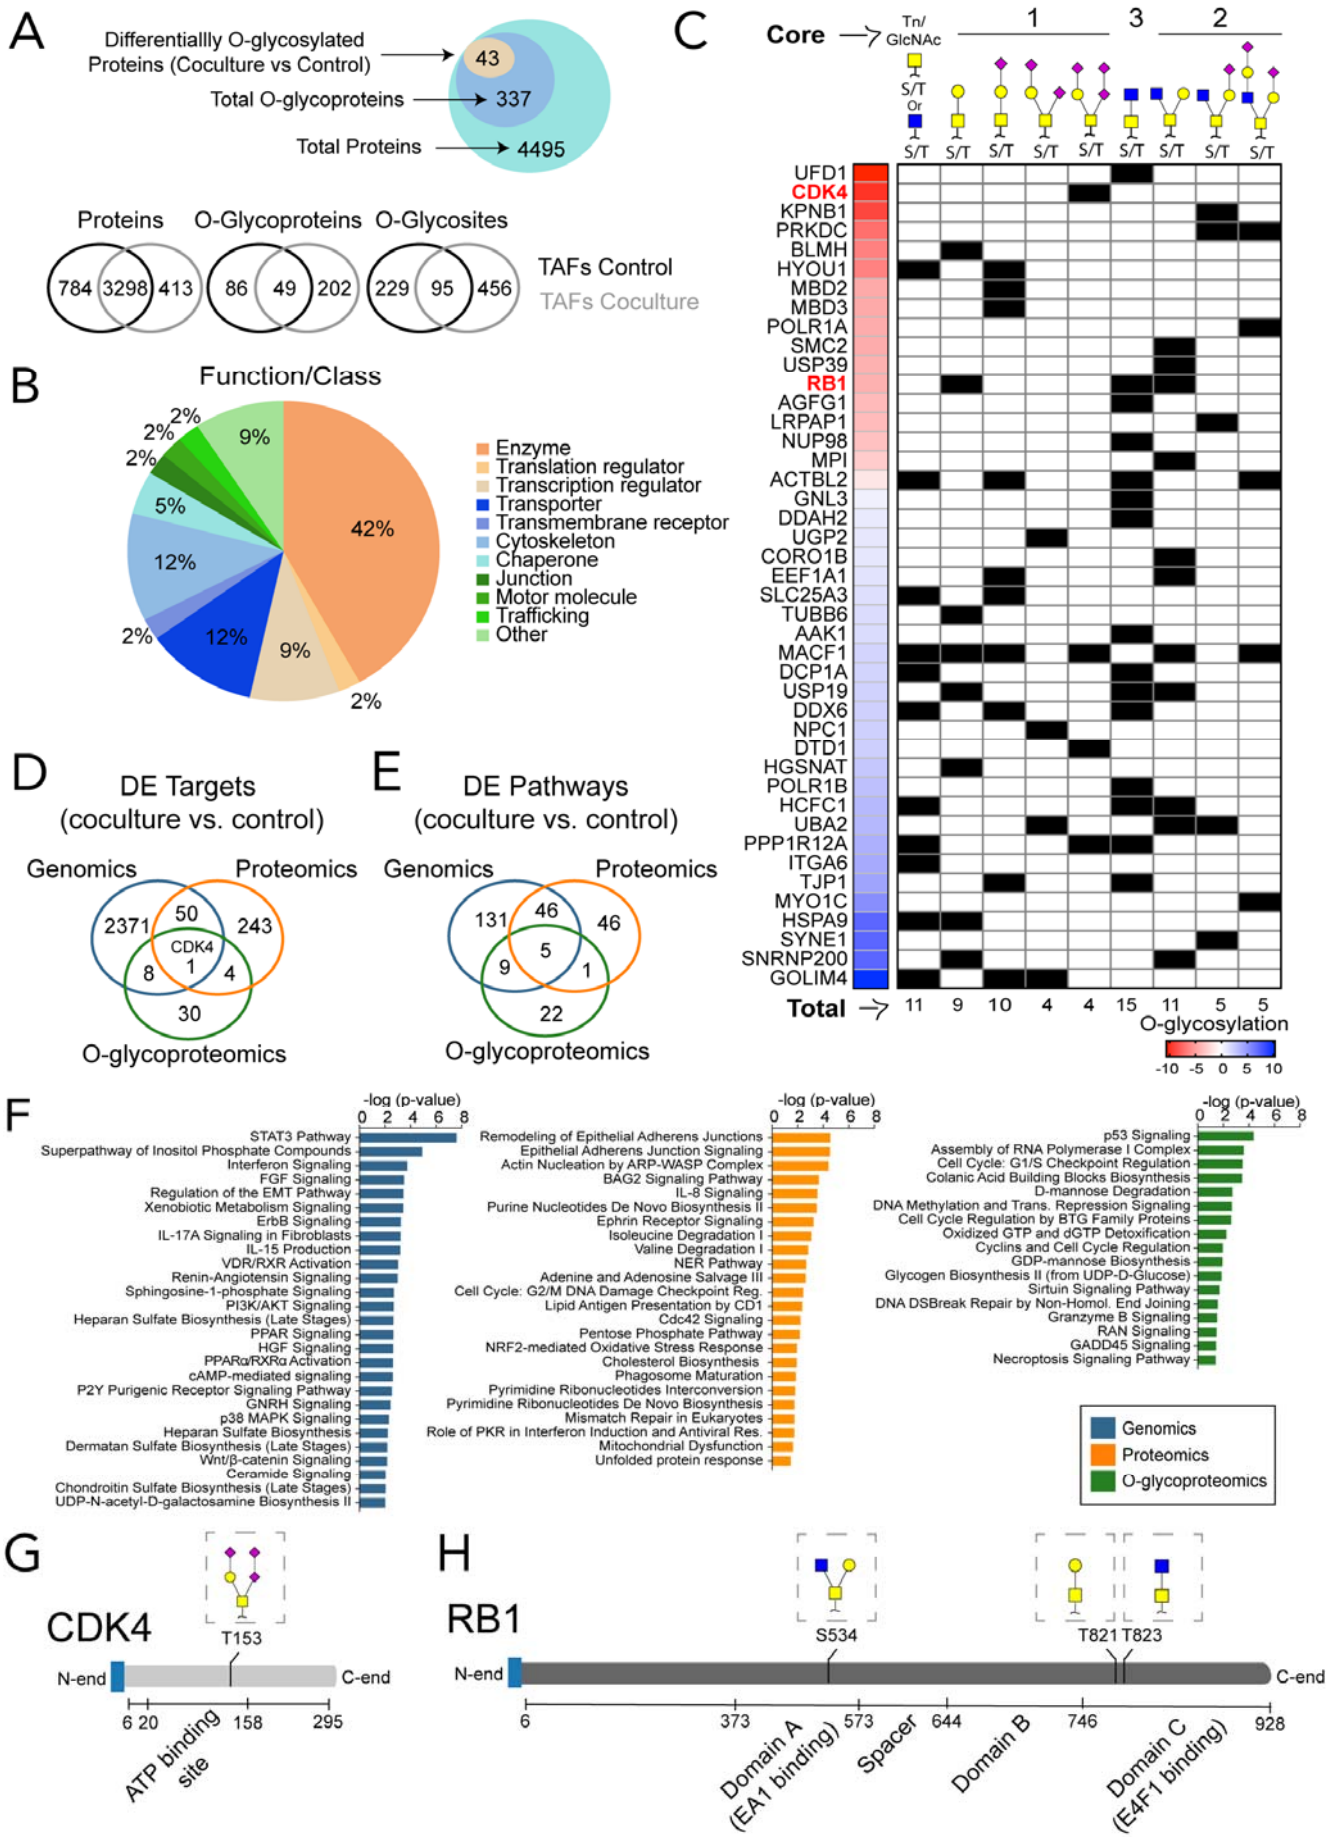 A
Differentiallly O-glycosylated
Proteins (Coculture vs Control)
43
Total O-glycoproteins
337
Total Proteins
4495
Proteins
O-Glycoproteins
O-Glycosites
784 3298 413
86 49 202
229 95 456
TAFs Control
TAFs Coculture
B
Function/Class
42%
2%
9%
12%
2%
12%
5%
2%
2%
2%
9%
Enzyme
Translation regulator
Transcription regulator
Transporter
Transmembrane receptor
Cytoskeleton
Chaperone
Junction
Motor molecule
Trafficking
Other
C
Core
Tn/
GlcNAc
S/T
Or
1 3 2
S/T S/T S/T S/T S/T S/T S/T S/T S/T
UFD1
CDK4
KPNB1
PRKDC
BLMH
HYOU1
MBD2
MBD3
POLR1A
SMC2
USP39
RB1
AGFG1
LRPAP1
NUP98
MPI
ACTBL2
GNL3
DDAH2
UGP2
CORO1B
EEF1A1
SLC25A3
TUBB6
AAK1
MACF1
DCP1A
USP19
DDX6
NPC1
DTD1
HGSNAT
POLR1B
HCFC1
UBA2
PPP1R12A
ITGA6
TJP1
MYO1C
HSPA9
SYNE1
SNRNP200
GOLIM4
Total 11 9 10 4 4 15 11 5 5
O-glycosylation
-10 -5 0 5 10
D
DE Targets
(coculture vs. control)
Genomics
Proteomics
2371
50
243
CDK4
1
8
4
30
O-glycoproteomics
E
DE Pathways
(coculture vs. control)
Genomics
Proteomics
131
46
46
5
9
1
22
O-glycoproteomics
F
-log (p-value)
0 2 4 6 8
STAT3 Pathway
Superpathway of Inositol Phosphate Compounds
Interferon Signaling
FGF Signaling
Regulation of the EMT Pathway
Xenobiotic Metabolism Signaling
ErbB Signaling
IL-17A Signaling in Fibroblasts
IL-15 Production
VDR/RXR Activation
Renin-Angiotensin Signaling
Sphingosine-1-phosphate Signaling
PI3K/AKT Signaling
Heparan Sulfate Biosynthesis (Late Stages)
PPAR Signaling
HGF Signaling
PPARα/RXRα Activation
cAMP-mediated signaling
P2Y Purigenic Receptor Signaling Pathway
GNRH Signaling
p38 MAPK Signaling
Heparan Sulfate Biosynthesis
Dermatan Sulfate Biosynthesis (Late Stages)
Wnt/β-catenin Signaling
Ceramide Signaling
Chondroitin Sulfate Biosynthesis (Late Stages)
UDP-N-acetyl-D-galactosamine Biosynthesis II
-log (p-value)
0 2 4 6 8
Remodeling of Epithelial Adherens Junctions
Epithelial Adherens Junction Signaling
Actin Nucleation by ARP-WASP Complex
BAG2 Signaling Pathway
IL-8 Signaling
Purine Nucleotides De Novo Biosynthesis II
Ephrin Receptor Signaling
Isoleucine Degradation I
Valine Degradation I
NER Pathway
Adenine and Adenosine Salvage III
Cell Cycle: G2/M DNA Damage Checkpoint Reg.
Lipid Antigen Presentation by CD1
Cdc42 Signaling
Pentose Phosphate Pathway
NRF2-mediated Oxidative Stress Response
Cholesterol Biosynthesis
Phagosome Maturation
Pyrimidine Ribonucleotides Interconversion
Pyrimidine Ribonucleotides De Novo Biosynthesis
Mismatch Repair in Eukaryotes
Role of PKR in Interferon Induction and Antiviral Res.
Mitochondrial Dysfunction
Unfolded protein response
-log (p-value)
0 2 4 6 8
p53 Signaling
Assembly of RNA Polymerase I Complex
Cell Cycle: G1/S Checkpoint Regulation
Colanic Acid Building Blocks Biosynthesis
D-mannose Degradation
DNA Methylation and Trans. Repression Signaling
Cell Cycle Regulation by BTG Family Proteins
Oxidized GTP and dGTP Detoxification
Cyclins and Cell Cycle Regulation
GDP-mannose Biosynthesis
Glycogen Biosynthesis II (from UDP-D-Glucose)
Sirtuin Signaling Pathway
DNA DSBreak Repair by Non-Homol. End Joining
Granzyme B Signaling
RAN Signaling
GADD45 Signaling
Necroptosis Signaling Pathway
Genomics
Proteomics
O-glycoproteomics
G
CDK4
T153
N-end
C-end
6 20 158 295
ATP binding
site
H
RB1
S534
T821 T823
N-end
C-end
6 373 573 644 746 928
Domain A
(EA1 binding)
Spacer
Domain B
Domain C
(E4F1 binding)